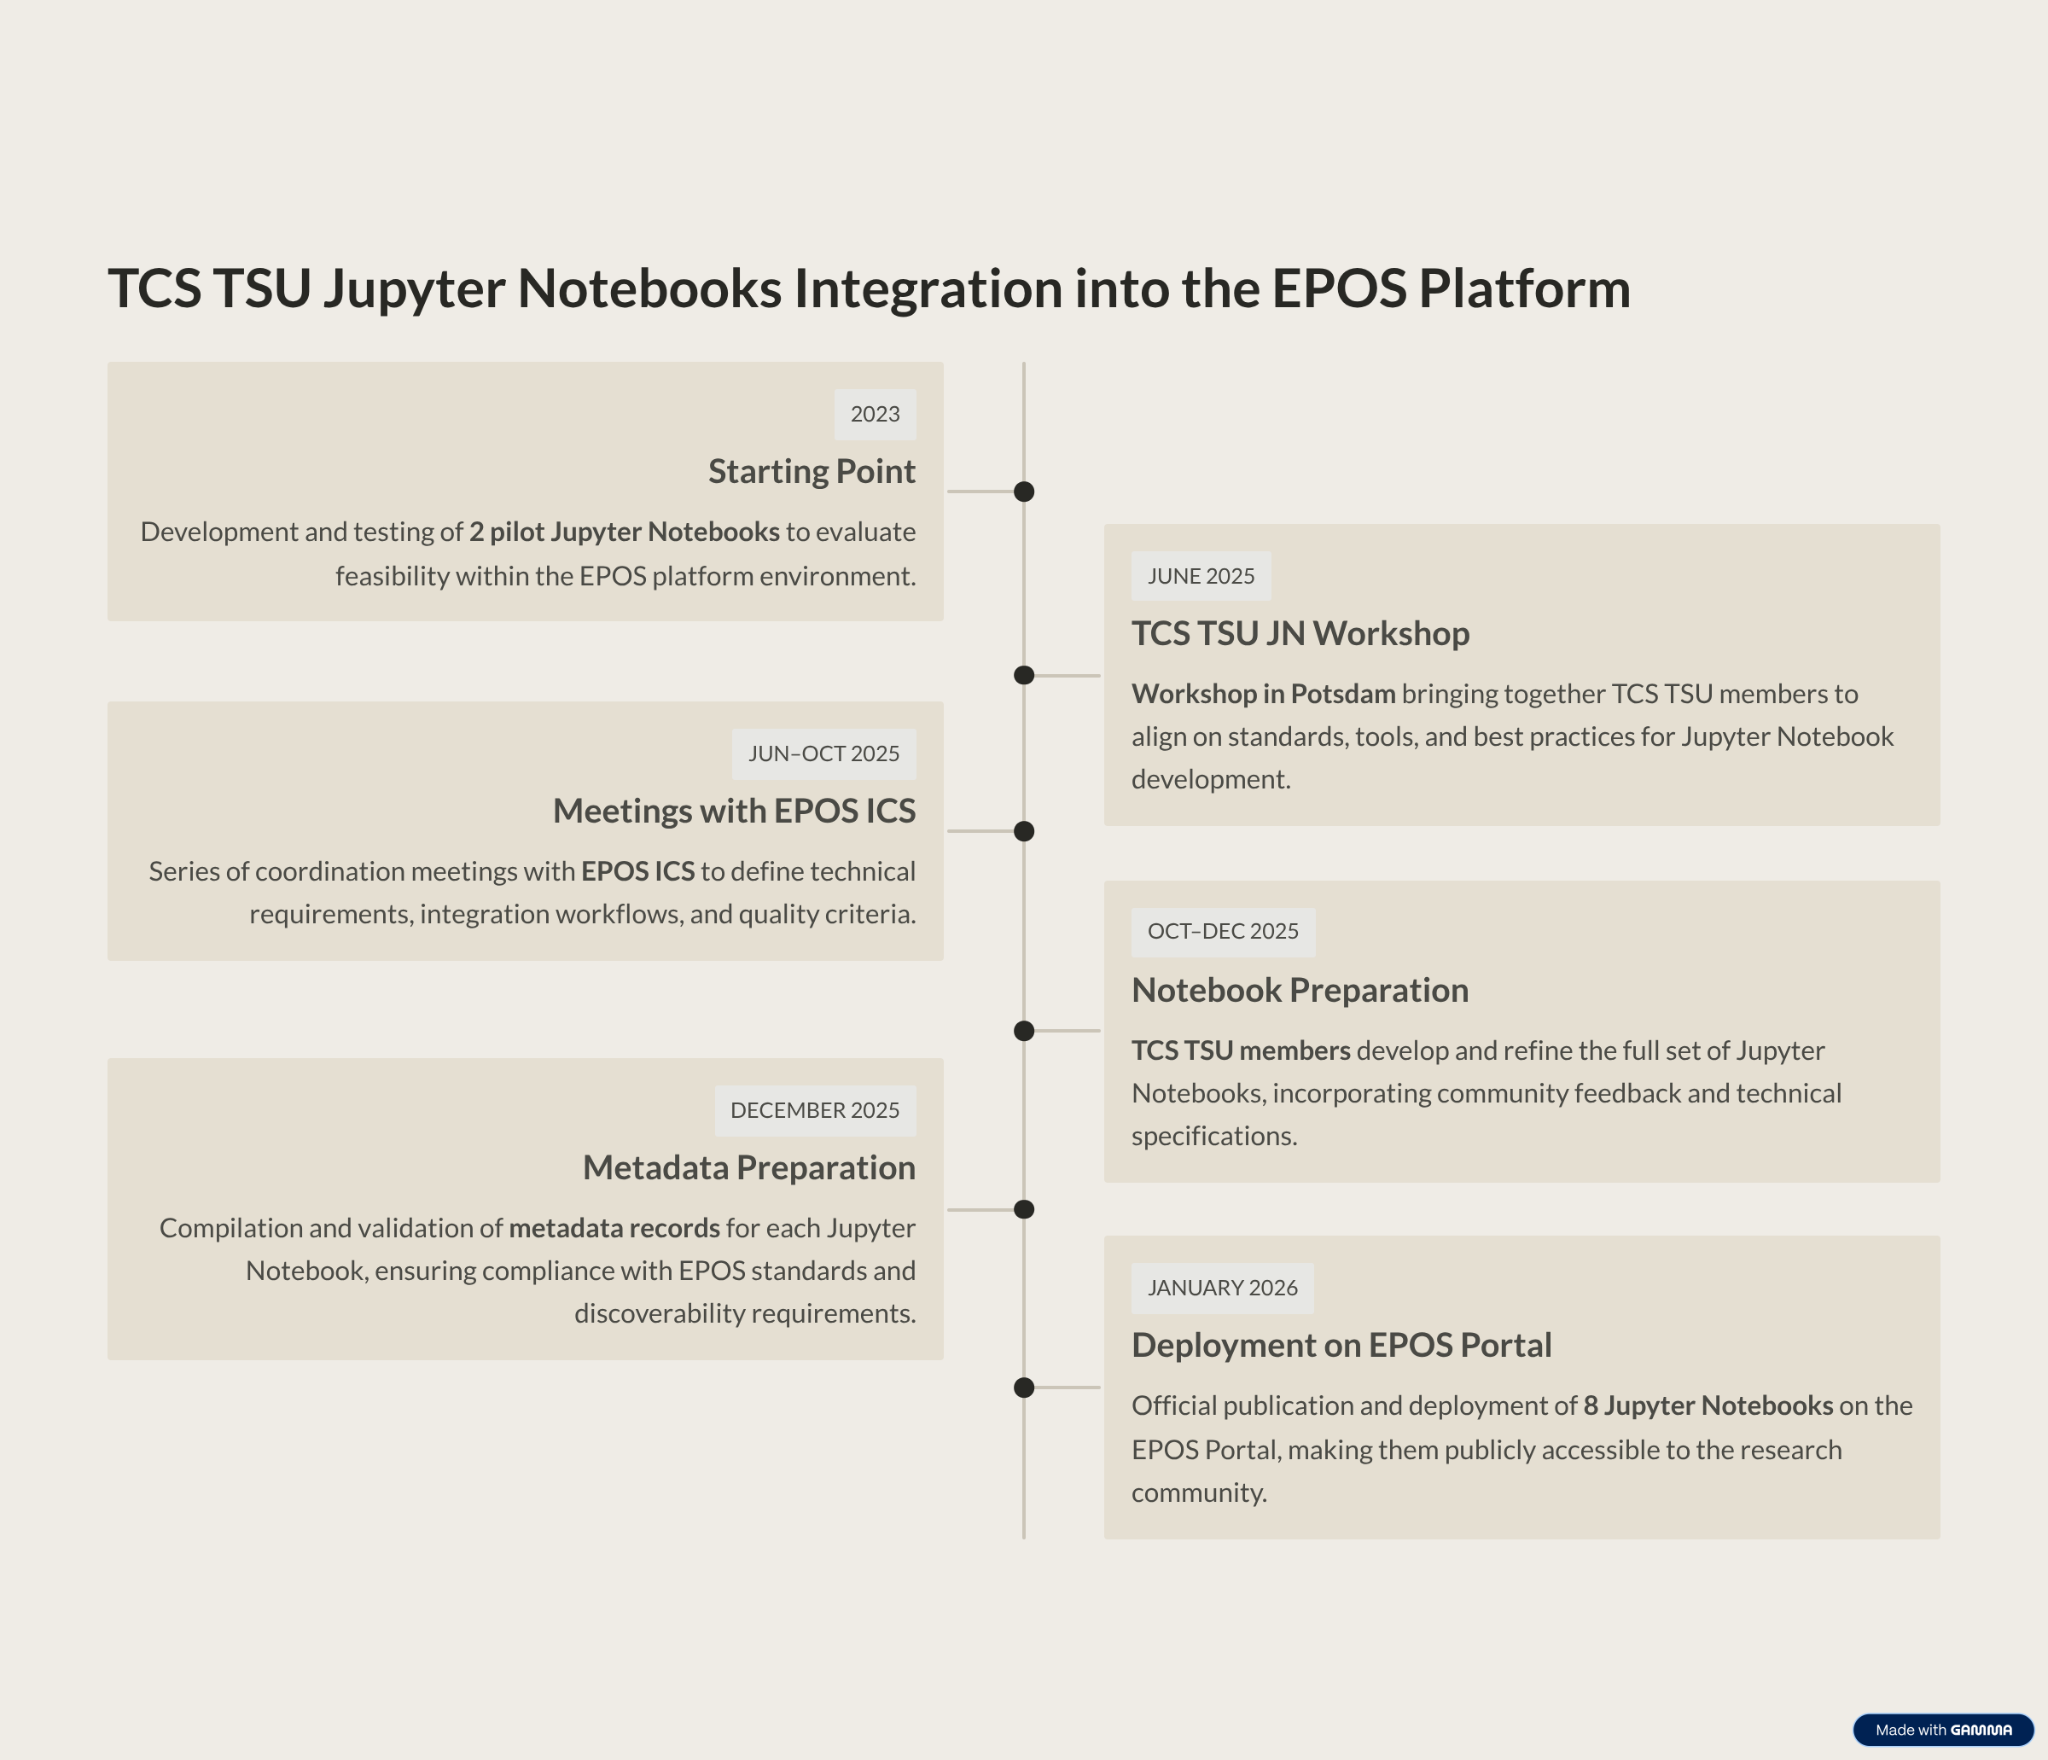 TCS TSU Jupyter Notebooks Integration into the EPOS Platform
2023
Starting Point
Development and testing of 2 pilot Jupyter Notebooks to evaluate
feasibility within the EPOS platform environment.
JUNE 2025
TCS TSU JN Workshop
Workshop in Potsdam bringing together TCS TSU members to
align on standards, tools, and best practices for Jupyter Notebook
development.
JUN–OCT 2025
Meetings with EPOS ICS
Series of coordination meetings with EPOS ICS to define technical
requirements, integration workflows, and quality criteria.
OCT–DEC 2025
Notebook Preparation
TCS TSU members develop and refine the full set of Jupyter
Notebooks, incorporating community feedback and technical
specifications.
DECEMBER 2025
Metadata Preparation
Compilation and validation of metadata records for each Jupyter
Notebook, ensuring compliance with EPOS standards and
discoverability requirements.
JANUARY 2026
Deployment on EPOS Portal
Official publication and deployment of 8 Jupyter Notebooks on the
EPOS Portal, making them publicly accessible to the research
community.
Made with GAMMA